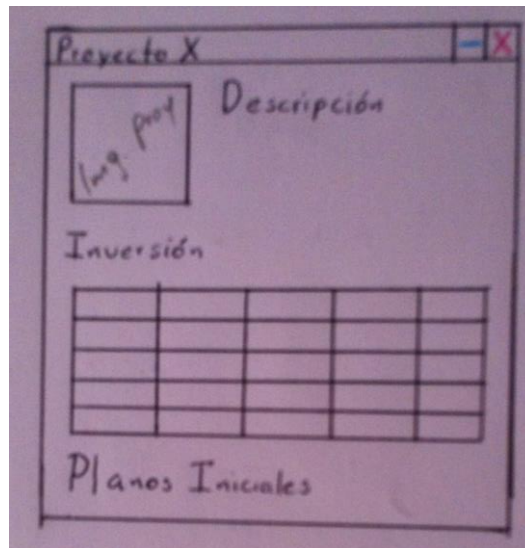 Proyecto X - X
Img. proy
Descripción
Inversión
Planos Iniciales